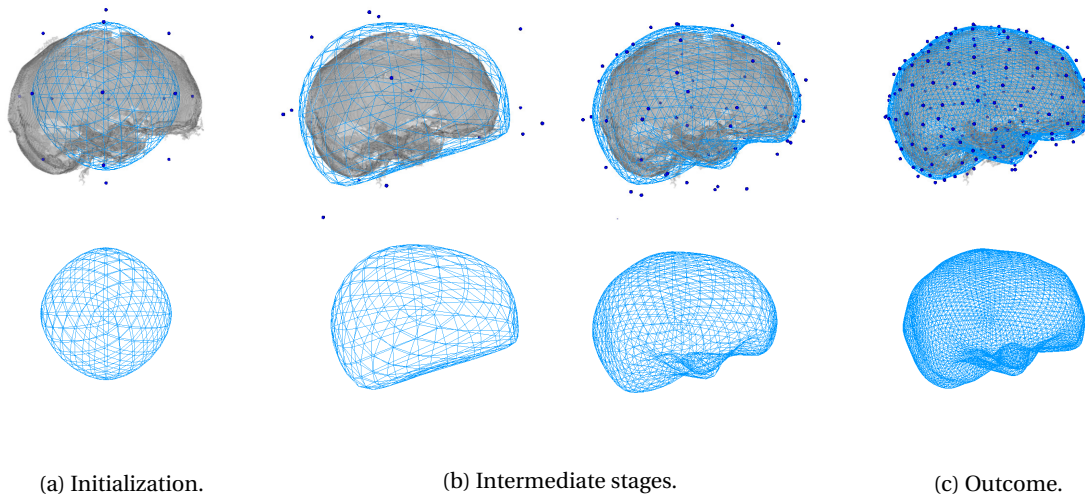 (a) Initialization.
(b) Intermediate stages.
(c) Outcome.